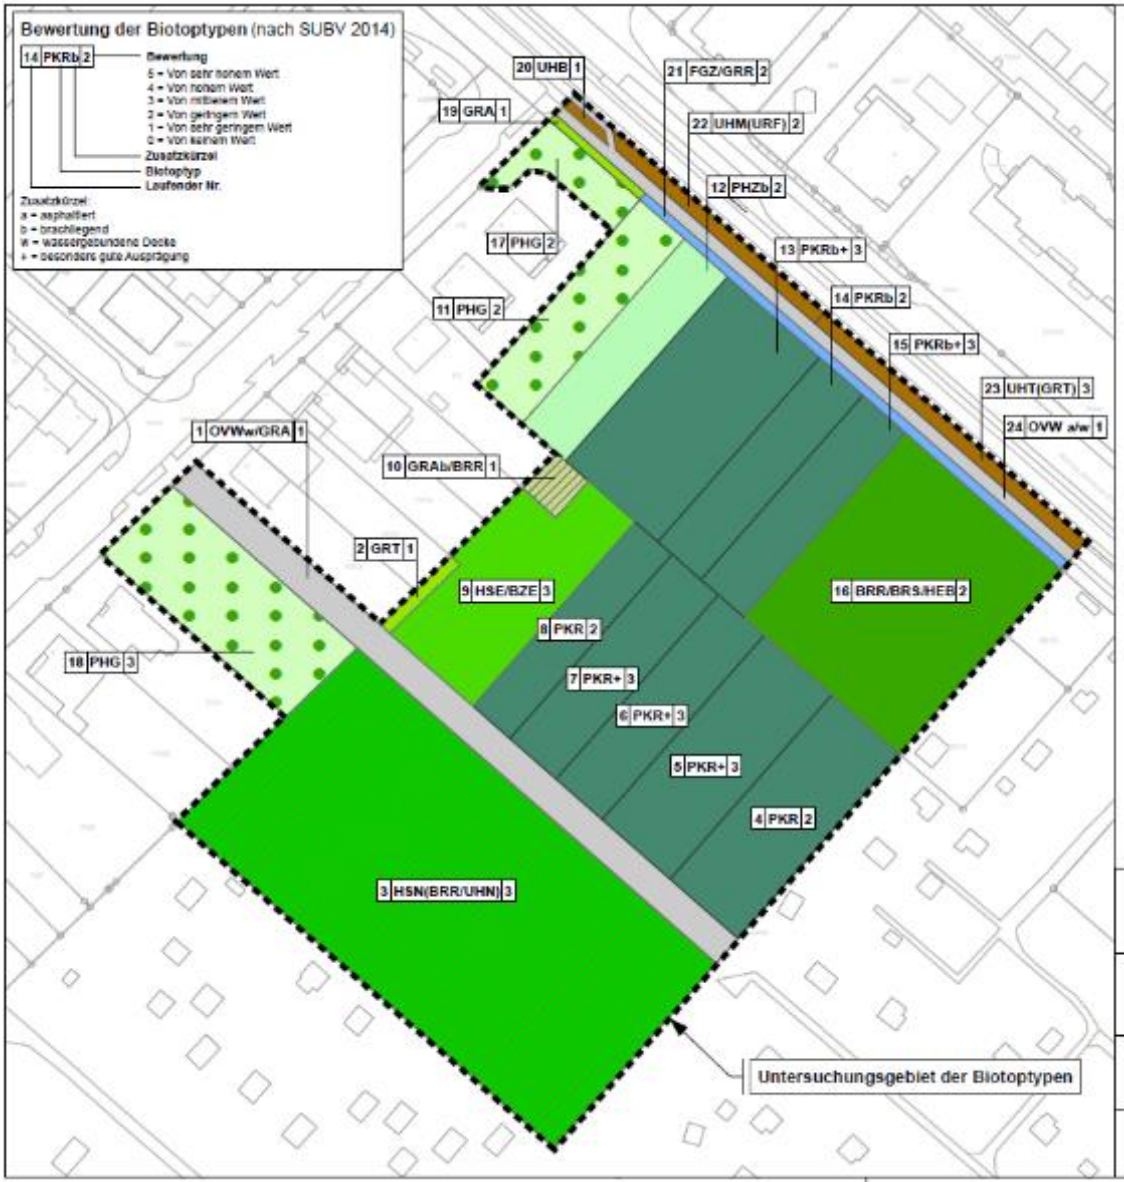 Bewertung der Biotoptypen (nach SUBV 2014)
14 PKRb 2
Bewertung
5 = Von sehr hohem Wert
4 = Von hohem Wert
3 = Von mittlerem Wert
2 = Von geringem Wert
1 = Von sehr geringem Wert
0 = Von keinem Wert
Zusatzkürzel
Biotoptyp
Laufender Nr.
Zusatzkürzel:
a = asphaltiert
b = brachliegend
w = wassergebundene Decke
+ = besonders gute Ausprägung
20 UHB 1
21 FGZ/GRR 2
19 GRA 1
22 UHM(URF) 2
12 PHZb 2
17 PHG 2
13 PKRb+ 3
11 PHG 2
14 PKRb 2
15 PKRb+ 3
23 UHT(GRT) 3
24 OVW a/w 1
1 OVWw/GRA 1
10 GRAb/BRR 1
2 GRT 1
9 HSE/BZE 3
16 BRR/BRS/HEB 2
8 PKR 2
18 PHG 3
7 PKR+ 3
6 PKR+ 3
5 PKR+ 3
4 PKR 2
3 HSN(BRR/UHN) 3
Untersuchungsgebiet der Biotoptypen